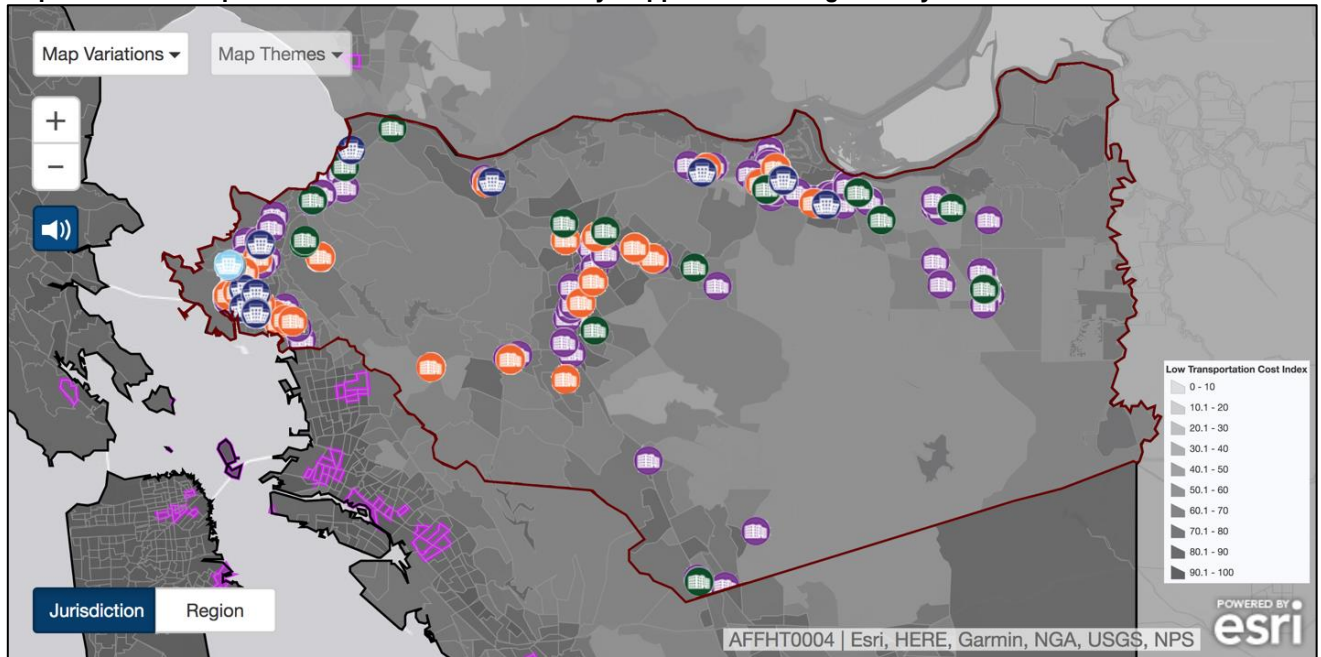 Map Variations
Map Themes
+
−
Low Transportation Cost Index
0 - 10
10.1 - 20
20.1 - 30
30.1 - 40
40.1 - 50
50.1 - 60
60.1 - 70
70.1 - 80
80.1 - 90
90.1 - 100
Jurisdiction
Region
POWERED BY
esri
AFFHT0004 | Esri, HERE, Garmin, NGA, USGS, NPS